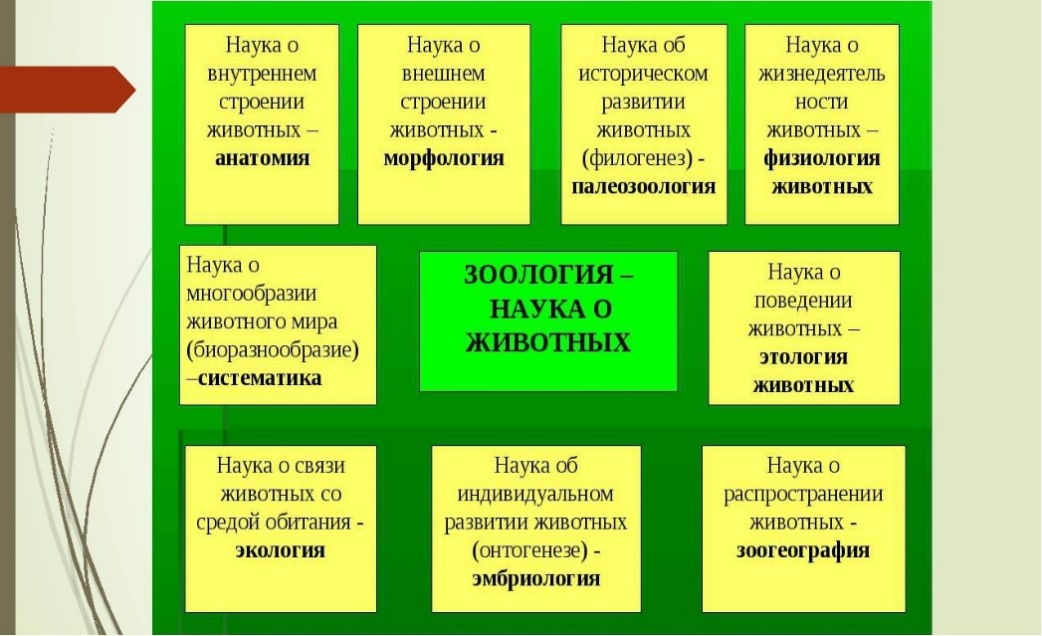 Наука о
внутреннем
строении
животных –
анатомия
Наука о
внешнем
строении
животных -
морфология
Наука об
историческом
развитии
животных
(филогенез) -
палеозоология
Наука о
жизнедеятель
ности
животных –
физиология
животных
Наука о
многообразии
животного мира
(биоразнообразие)
–систематика
ЗООЛОГИЯ –
НАУКА О
ЖИВОТНЫХ
Наука о
поведении
животных –
этология
животных
Наука о связи
животных со
средой обитания -
экология
Наука об
индивидуальном
развитии животных
(онтогенезе) -
эмбриология
Наука о
распространении
животных -
зоогеография